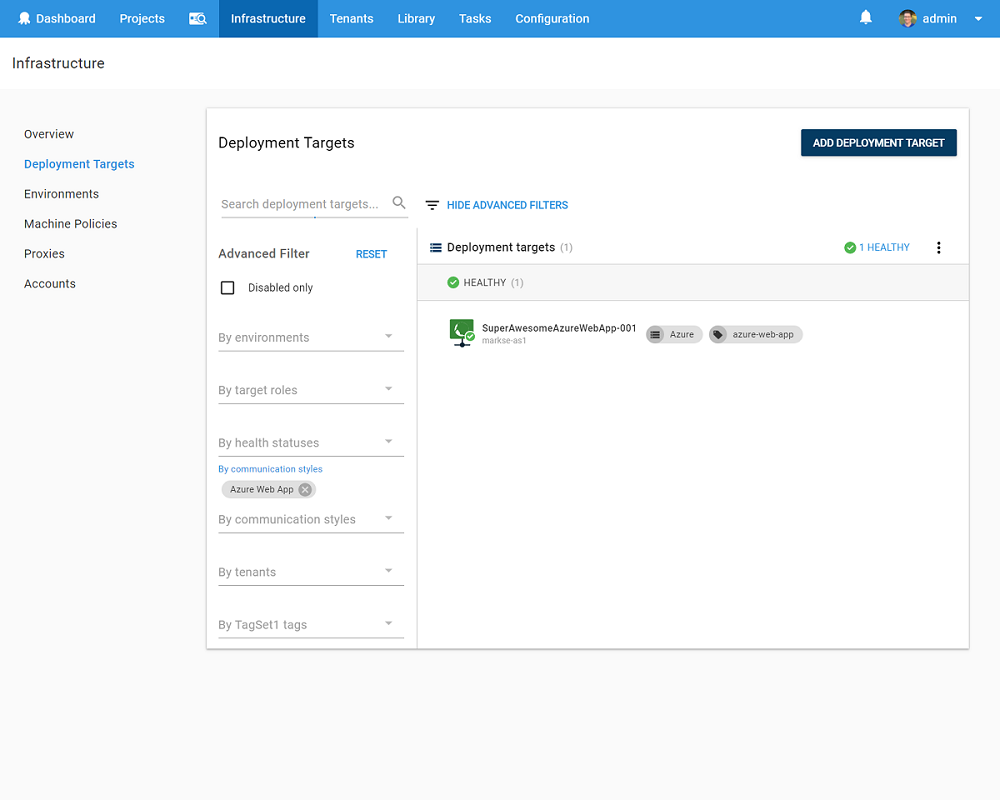 Dashboard Projects Infrastructure Tenants Library Tasks Configuration admin
Infrastructure
Overview
Deployment Targets
Environments
Machine Policies
Proxies
Accounts
Deployment Targets
ADD DEPLOYMENT TARGET
Search deployment targets...
HIDE ADVANCED FILTERS
Advanced Filter RESET
Disabled only
By environments
By target roles
By health statuses
By communication styles
Azure Web App
By communication styles
By tenants
By TagSet1 tags
Deployment targets (1)
1 HEALTHY
HEALTHY (1)
SuperAwesomeAzureWebApp-001
markse-as1
Azure
azure-web-app